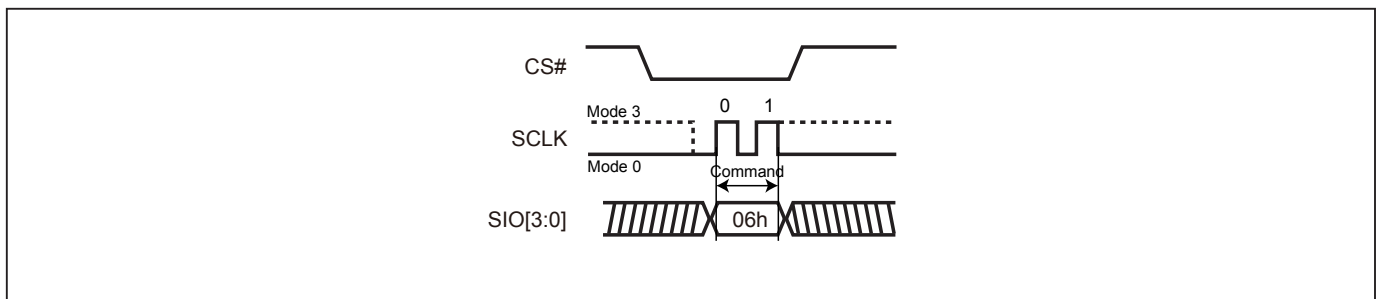 CS#
Mode 3
0 1
SCLK
Mode 0
Command
SIO[3:0]
06h